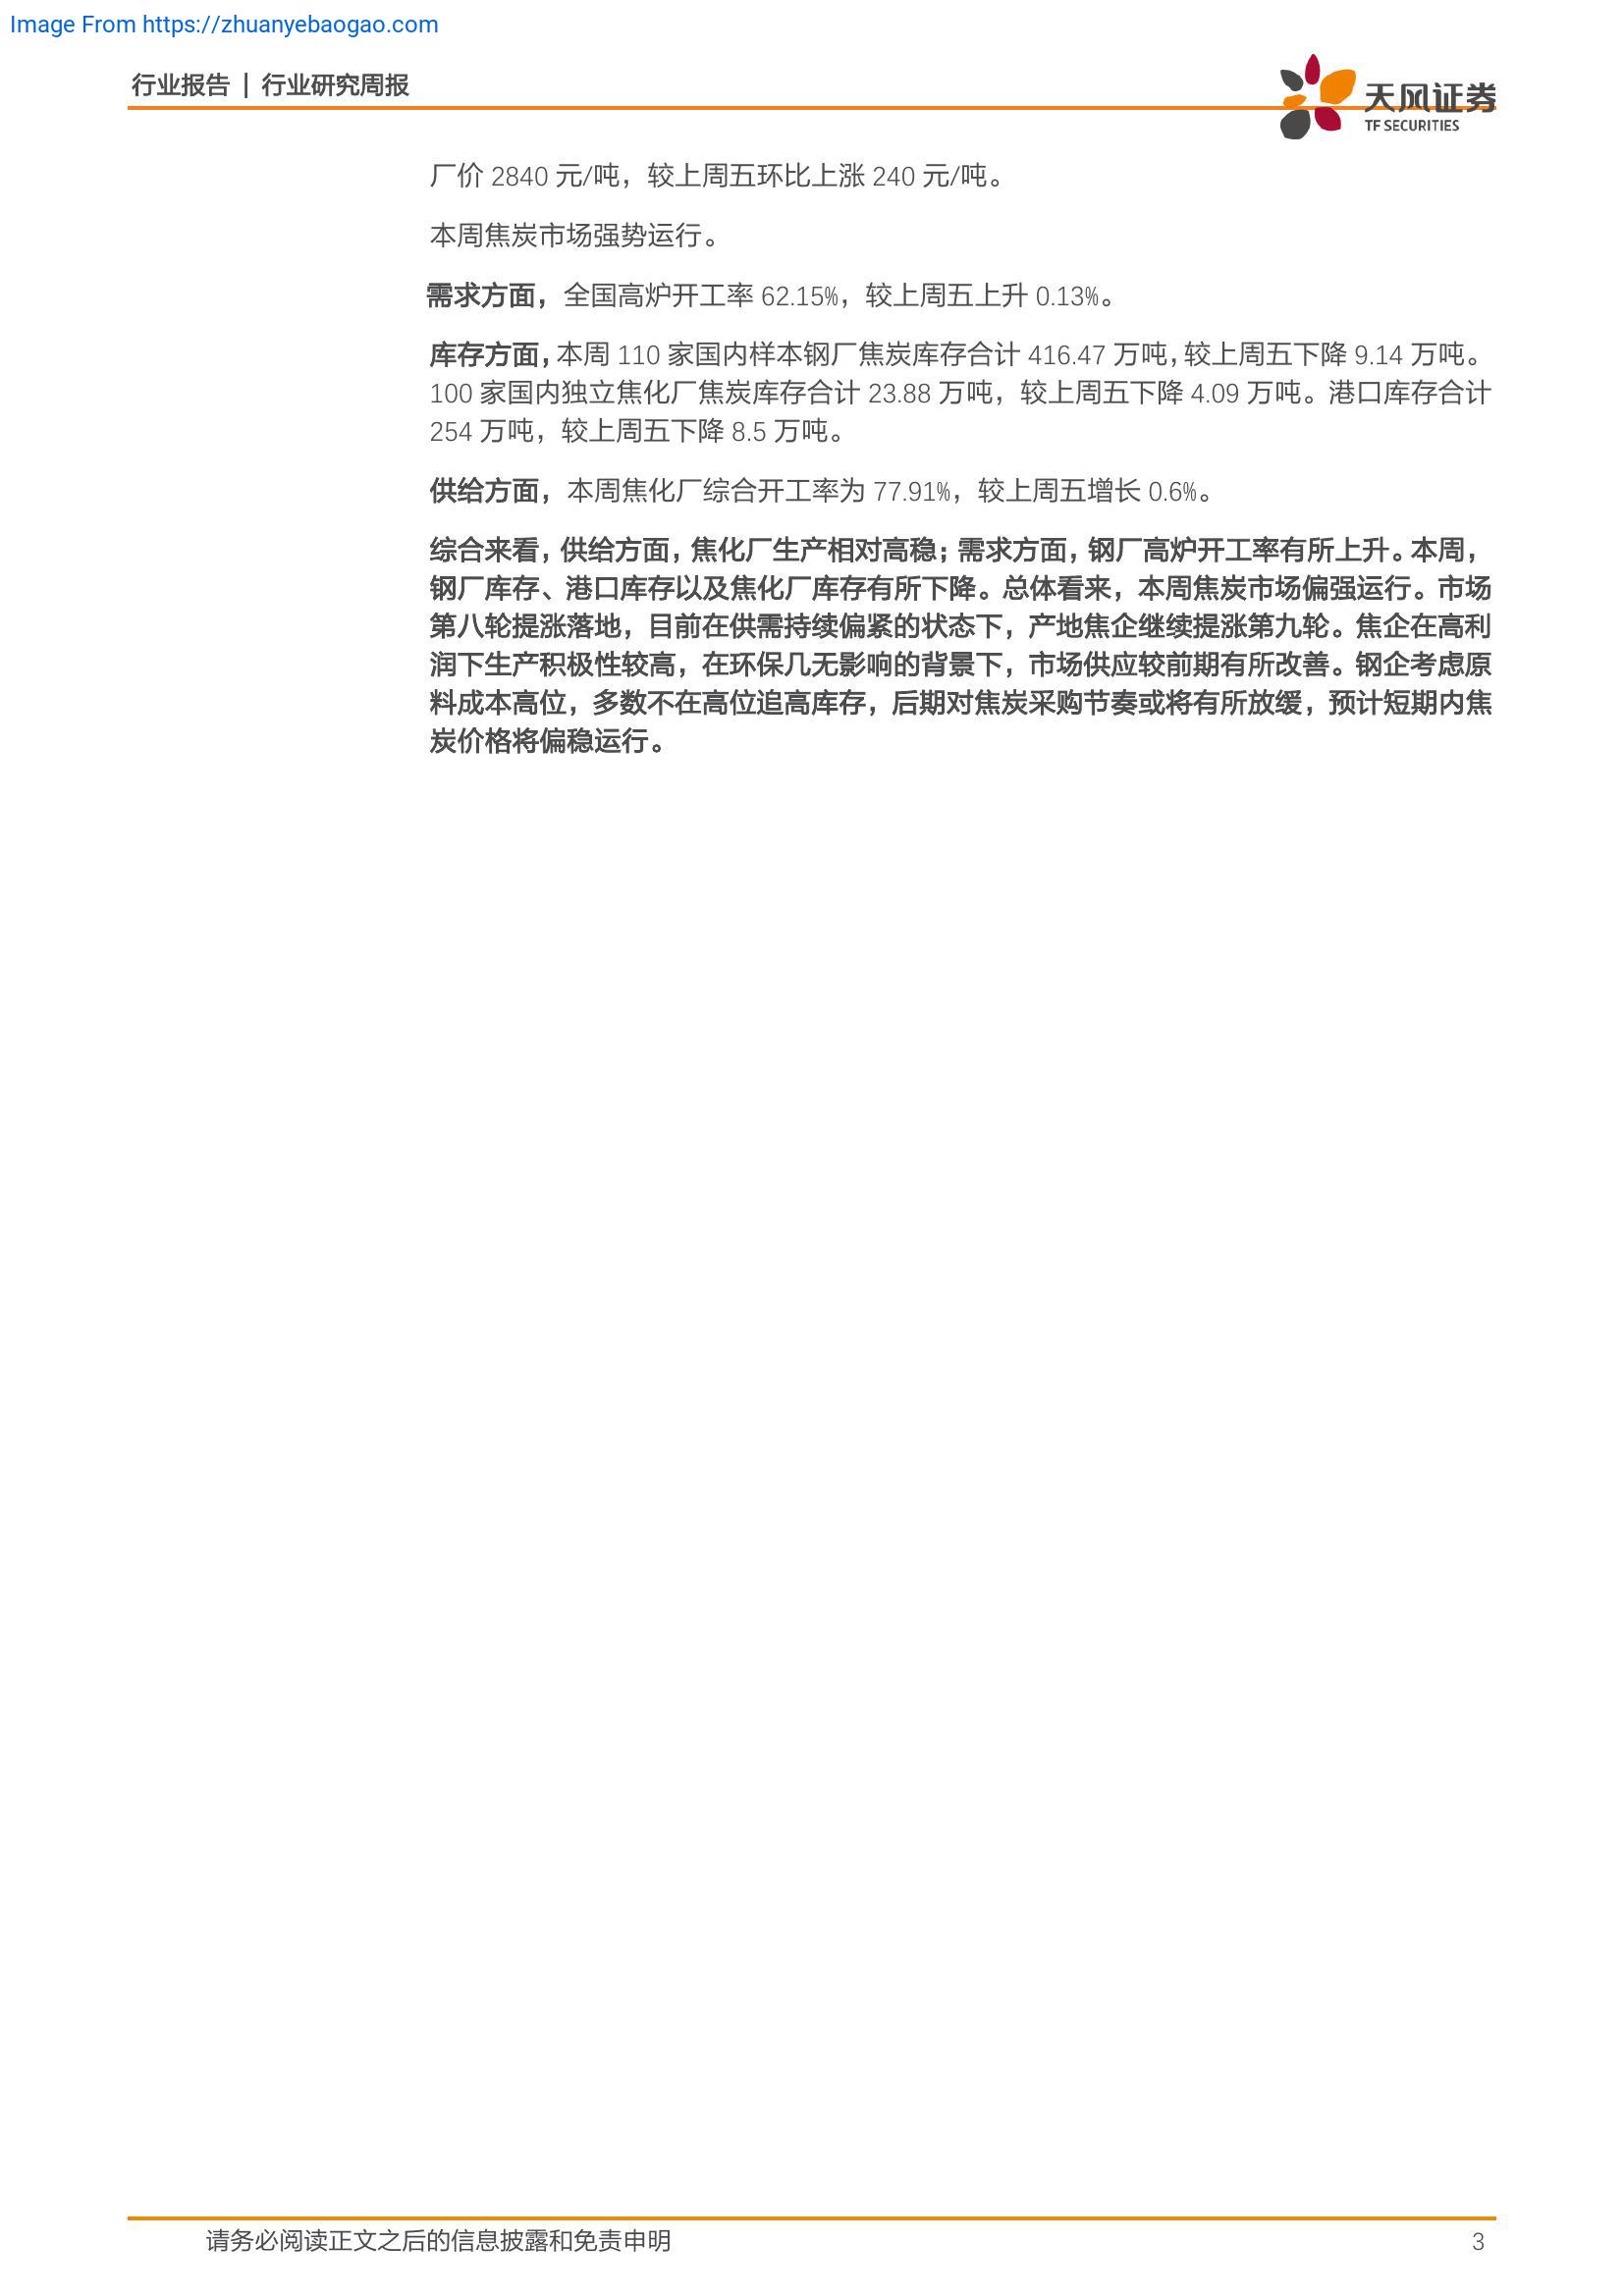 Image From https://zhuanyebaogao.com
行业报告 | 行业研究周报
天风证券
TF SECURITIES
厂价 2840 元/吨，较上周五环比上涨 240 元/吨。
本周焦炭市场强势运行。
需求方面，全国高炉开工率 62.15%，较上周五上升 0.13%。
库存方面，本周 110 家国内样本钢厂焦炭库存合计 416.47 万吨，较上周五下降 9.14 万吨。
100 家国内独立焦化厂焦炭库存合计 23.88 万吨，较上周五下降 4.09 万吨。港口库存合计
254 万吨，较上周五下降 8.5 万吨。
供给方面，本周焦化厂综合开工率为 77.91%，较上周五增长 0.6%。
综合来看，供给方面，焦化厂生产相对高稳；需求方面，钢厂高炉开工率有所上升。本周，
钢厂库存、港口库存以及焦化厂库存有所下降。总体看来，本周焦炭市场偏强运行。市场
第八轮提涨落地，目前在供需持续偏紧的状态下，产地焦企继续提涨第九轮。焦企在高利
润下生产积极性较高，在环保几无影响的背景下，市场供应较前期有所改善。钢企考虑原
料成本高位，多数不在高位追高库存，后期对焦炭采购节奏或将有所放缓，预计短期内焦
炭价格将偏稳运行。
请务必阅读正文之后的信息披露和免责申明
3